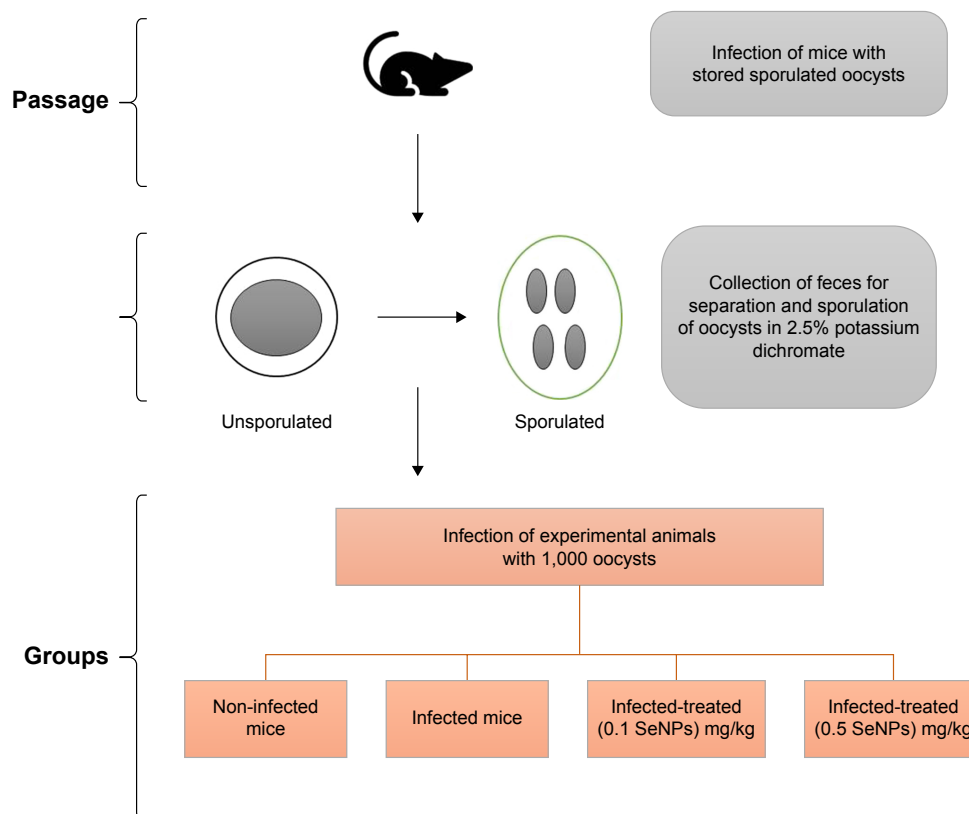 Passage
Infection of mice with
stored sporulated oocysts
Unsporulated
Sporulated
Collection of feces for
separation and sporulation
of oocysts in 2.5% potassium
dichromate
Groups
Infection of experimental animals
with 1,000 oocysts
Non-infected
mice
Infected mice
Infected-treated
(0.1 SeNPs) mg/kg
Infected-treated
(0.5 SeNPs) mg/kg